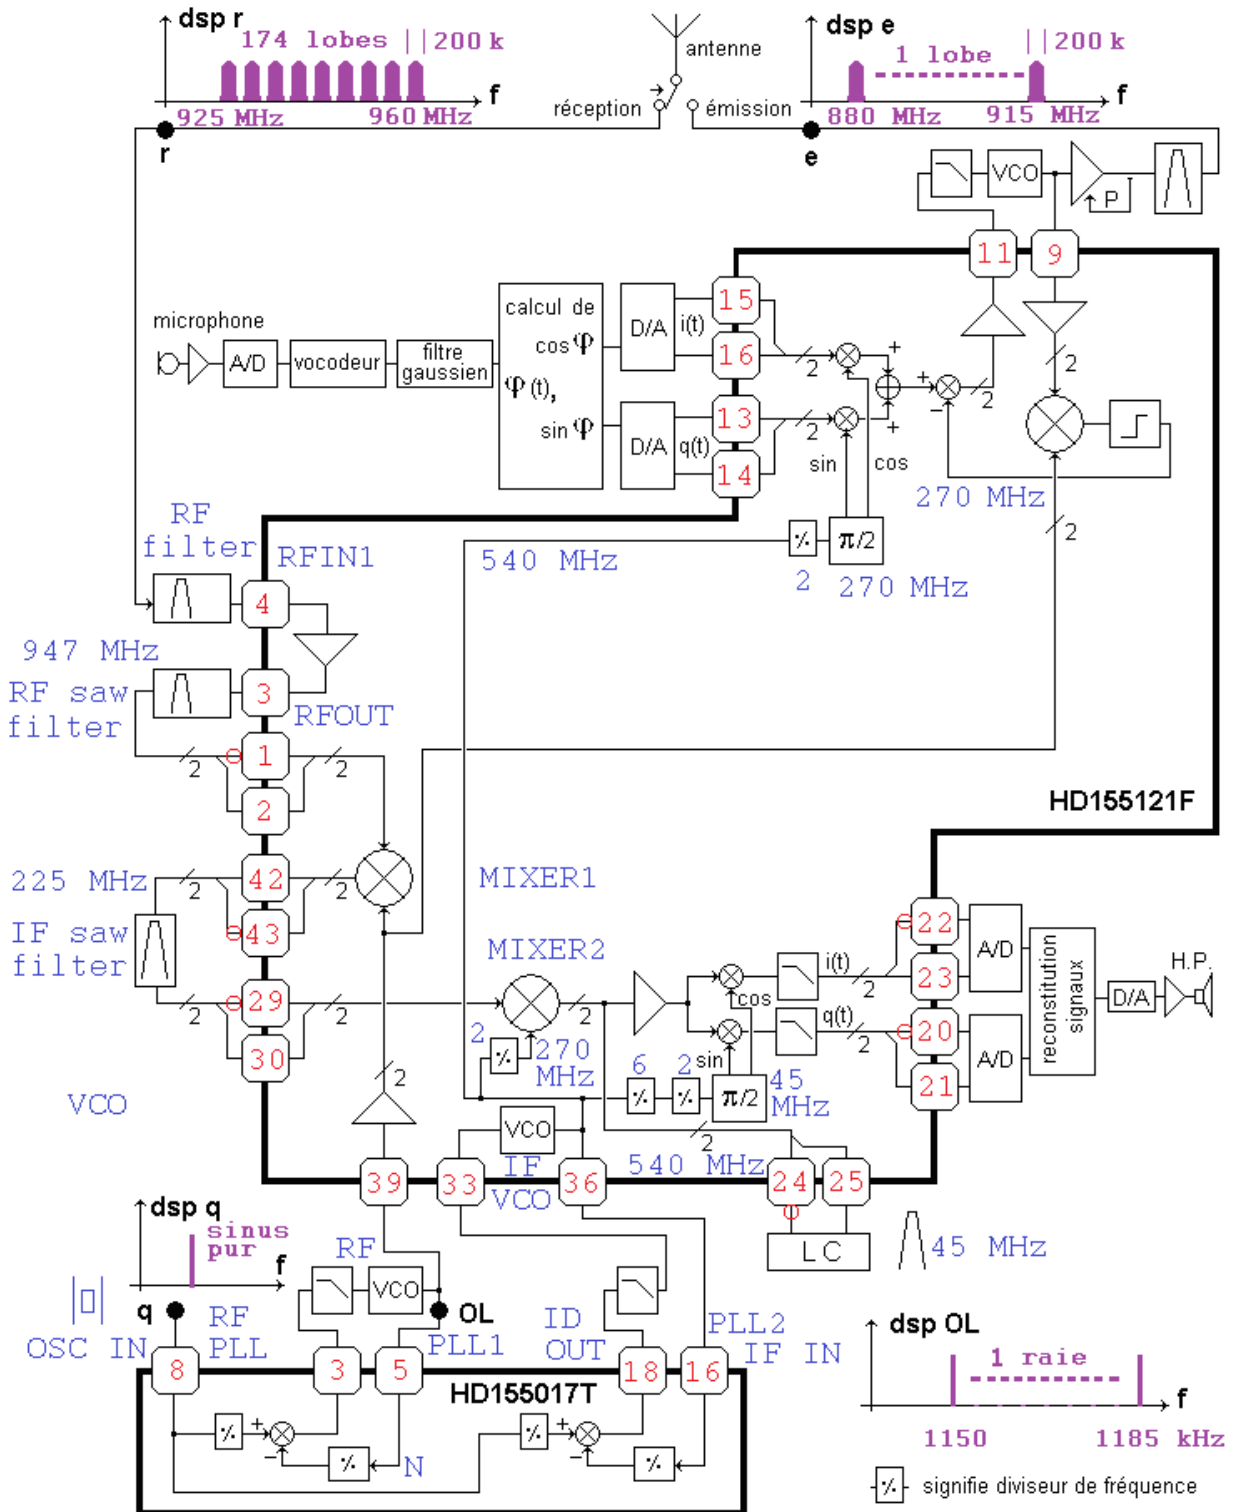 dsp r
174 lobes ||200 k
f
925 MHz
960 MHz
r
antenne
réception
émission
dsp e
||200 k
1 lobe
f
880 MHz
915 MHz
e
VCO
P
11
9
microphone
A/D
vocodeur
filtre
gaussien
calcul de
cos φ
φ(t),
sin φ
D/A
i(t)
D/A
q(t)
15
16
13
14
2
2
+
+
+
-
2
2
sin
cos
270 MHz
2
540 MHz
%
2
π/2
270 MHz
RF
filter
RFIN1
4
947 MHz
RF saw
filter
3
RFOUT
2
1
2
2
HD155121F
225 MHz
2
42
2
MIXER1
IF saw
filter
43
MIXER2
2
29
2
30
2
2
%
270
MHz
cos
sin
i(t)
2
q(t)
2
22
23
20
21
A/D
A/D
reconstitution
signaux
D/A
H.P.
6
%
2
%
π/2
45
MHz
VCO
2
VCO
IF
VCO
2
540 MHz
39
33
36
24
25
L C
45 MHz
dsp q
sinus
pur
f
q
OSC IN
RF
PLL
RF
VCO
OL
PLL1
ID
OUT
PLL2
IF IN
8
3
5
18
16
HD155017T
%
+
-
%
N
%
+
-
%
dsp OL
1 raie
f
1150
1185 kHz
% signifie diviseur de fréquence